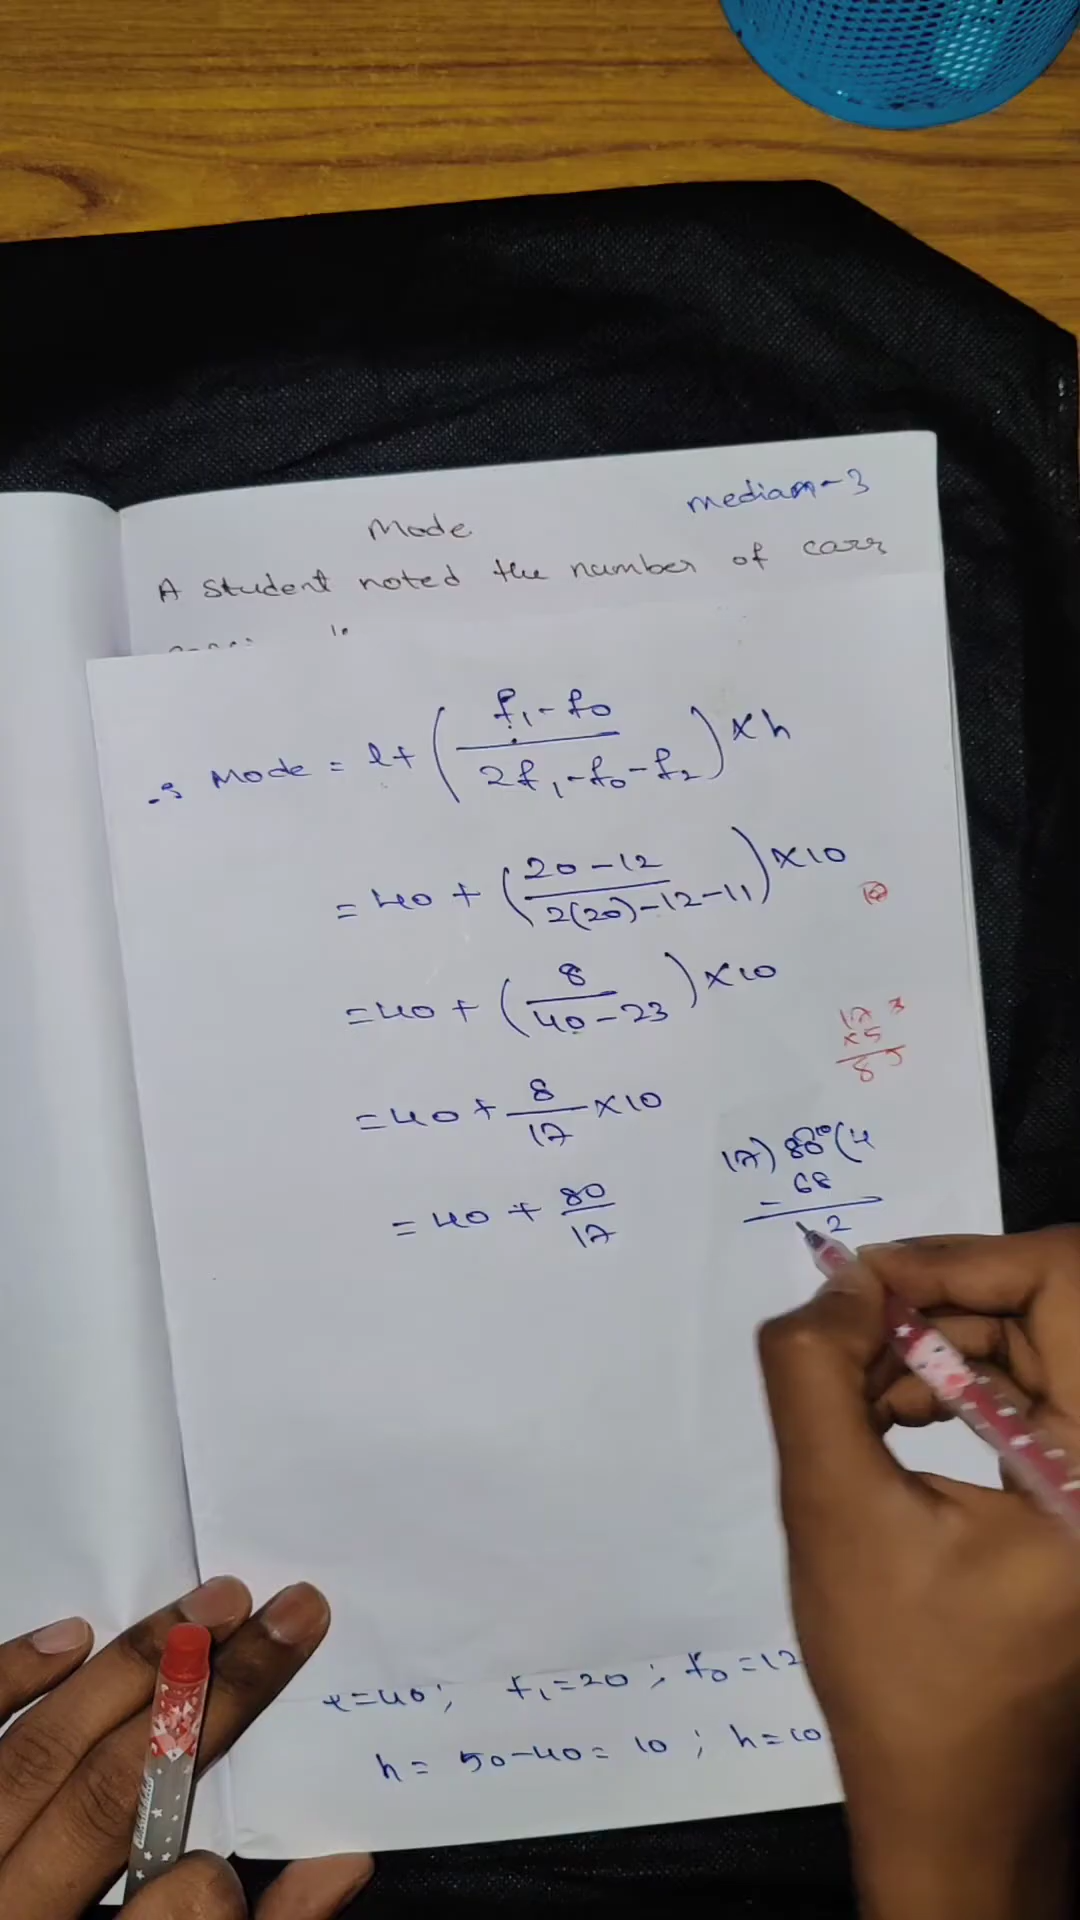 Mode
median-3
A student noted the number of cars
Mode = l+(f₁-f₀/2f₁-f₀-f₂)×h
=40+(20-12/2(20)-12-11)×10
=40+(8/40-23)×10
17 3
×5
85
=40+8/17×10
17)80(4
-68
2
=40+80/17
l=40; f₁=20; f₀=12
h= 50-40= 10; h=10